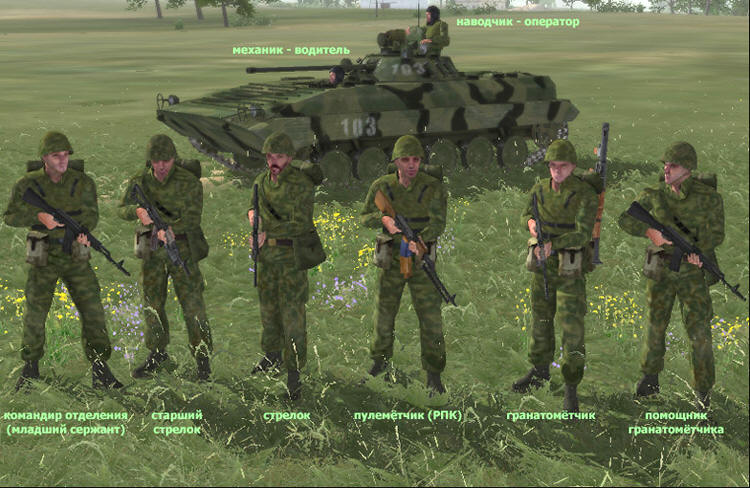 наводчик - оператор
механик - водитель
103
103
командир отделения
(младший сержант)
старший
стрелок
стрелок
пулемётчик (РПК)
гранатомётчик
помощник
гранатомётчика